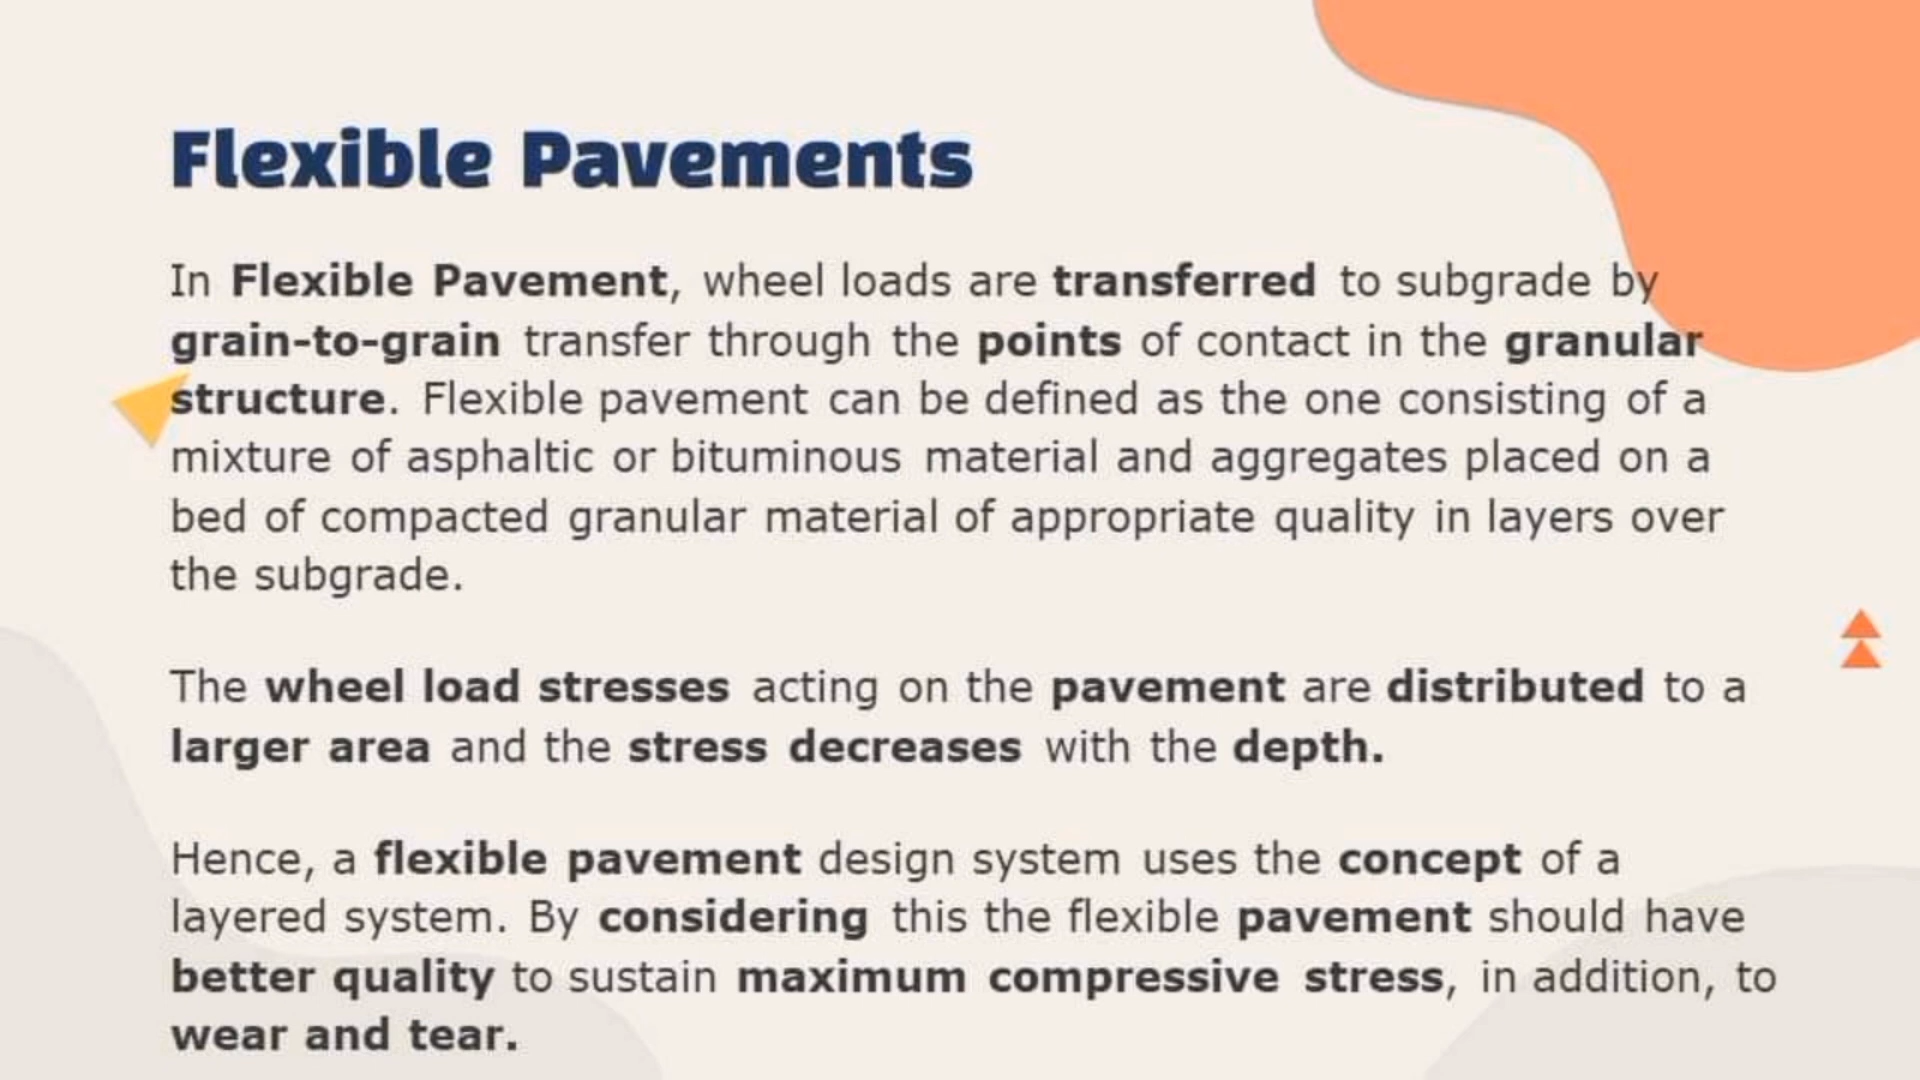 Flexible Pavements
In Flexible Pavement, wheel loads are transferred to subgrade by
grain-to-grain transfer through the points of contact in the granular
structure. Flexible pavement can be defined as the one consisting of a
mixture of asphaltic or bituminous material and aggregates placed on a
bed of compacted granular material of appropriate quality in layers over
the subgrade.
The wheel load stresses acting on the pavement are distributed to a
larger area and the stress decreases with the depth.
Hence, a flexible pavement design system uses the concept of a
layered system. By considering this the flexible pavement should have
better quality to sustain maximum compressive stress, in addition, to
wear and tear.